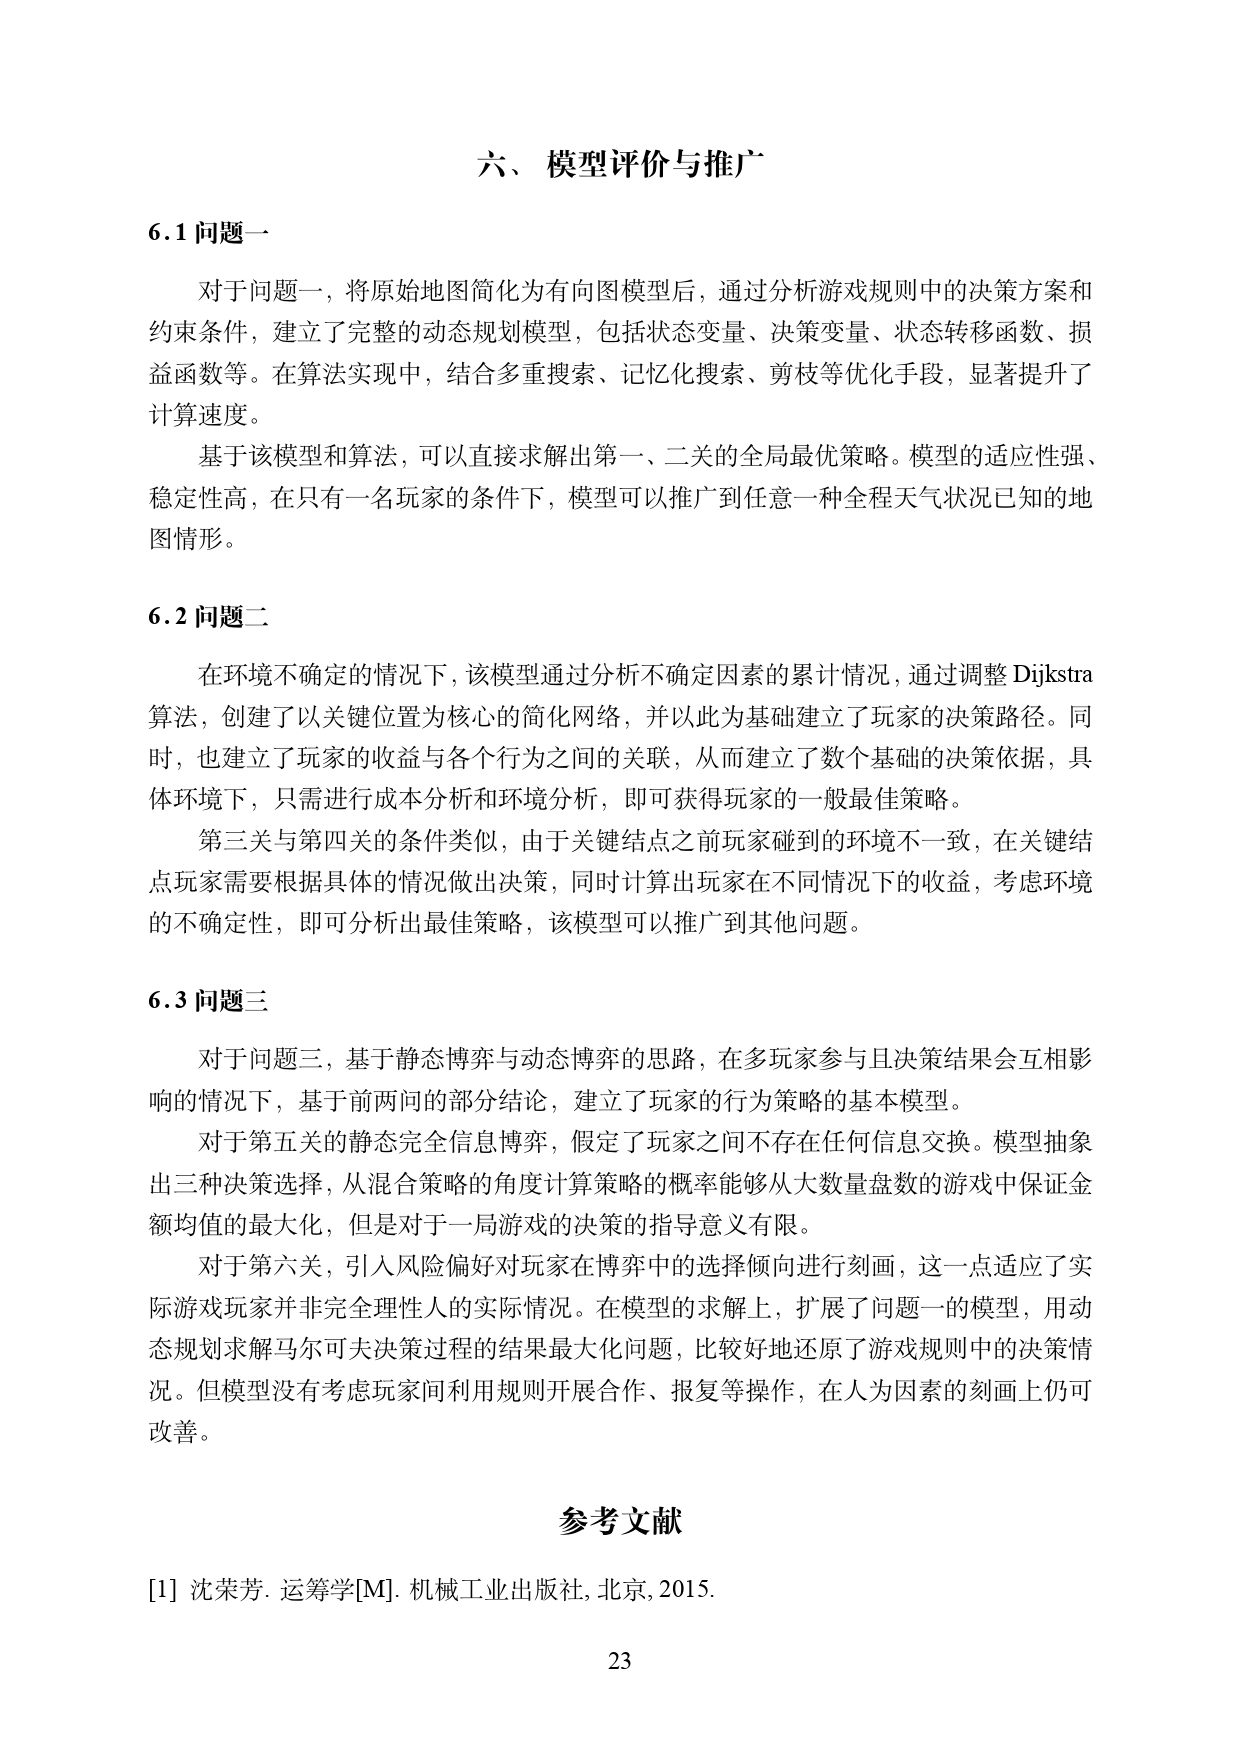 六、 模型评价与推广
6.1 问题一
对于问题一，将原始地图简化为有向图模型后，通过分析游戏规则中的决策方案和
约束条件，建立了完整的动态规划模型，包括状态变量、决策变量、状态转移函数、损
益函数等。在算法实现中，结合多重搜索、记忆化搜索、剪枝等优化手段，显著提升了
计算速度。
基于该模型和算法，可以直接求解出第一、二关的全局最优策略。模型的适应性强、
稳定性高，在只有一名玩家的条件下，模型可以推广到任意一种全程天气状况已知的地
图情形。
6.2 问题二
在环境不确定的情况下，该模型通过分析不确定因素的累计情况，通过调整 Dijkstra
算法，创建了以关键位置为核心的简化网络，并以此为基础建立了玩家的决策路径。同
时，也建立了玩家的收益与各个行为之间的关联，从而建立了数个基础的决策依据，具
体环境下，只需进行成本分析和环境分析，即可获得玩家的一般最佳策略。
第三关与第四关的条件类似，由于关键结点之前玩家碰到的环境不一致，在关键结
点玩家需要根据具体的情况做出决策，同时计算出玩家在不同情况下的收益，考虑环境
的不确定性，即可分析出最佳策略，该模型可以推广到其他问题。
6.3 问题三
对于问题三，基于静态博弈与动态博弈的思路，在多玩家参与且决策结果会互相影
响的情况下，基于前两问的部分结论，建立了玩家的行为策略的基本模型。
对于第五关的静态完全信息博弈，假定了玩家之间不存在任何信息交换。模型抽象
出三种决策选择，从混合策略的角度计算策略的概率能够从大数量盘数的游戏中保证金
额均值的最大化，但是对于一局游戏的决策的指导意义有限。
对于第六关，引入风险偏好对玩家在博弈中的选择倾向进行刻画，这一点适应了实
际游戏玩家并非完全理性人的实际情况。在模型的求解上，扩展了问题一的模型，用动
态规划求解马尔可夫决策过程的结果最大化问题，比较好地还原了游戏规则中的决策情
况。但模型没有考虑玩家间利用规则开展合作、报复等操作，在人为因素的刻画上仍可
改善。
参考文献
[1] 沈荣芳. 运筹学[M]. 机械工业出版社, 北京, 2015.
23